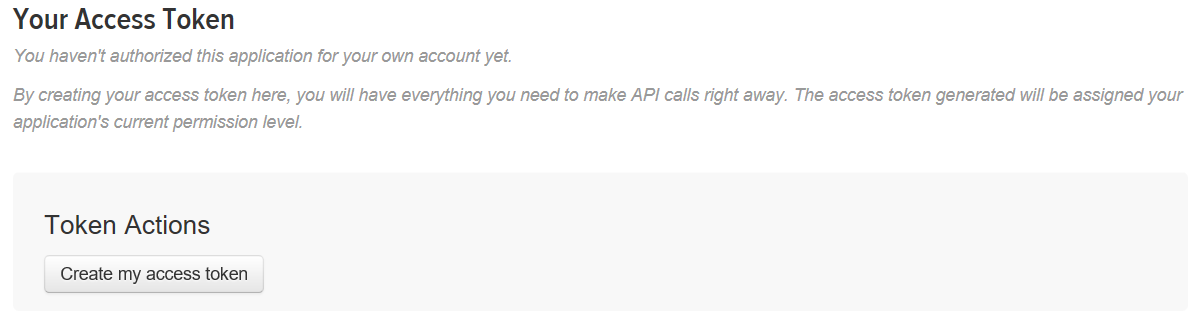 Your Access Token
You haven't authorized this application for your own account yet.
By creating your access token here, you will have everything you need to make API calls right away. The access token generated will be assigned your
application's current permission level.
Token Actions
Create my access token